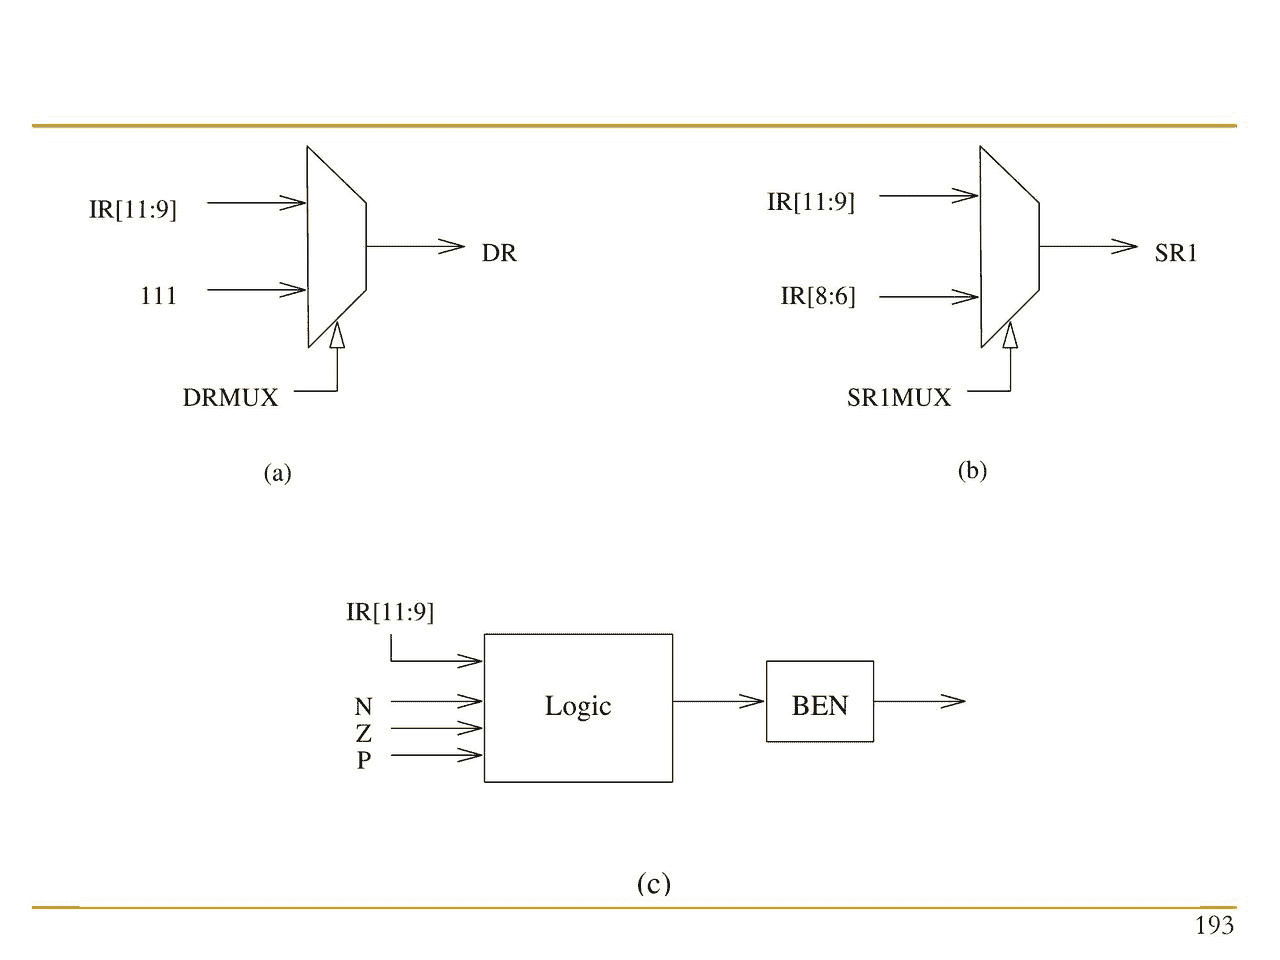 IR[11:9]
111
DR
DRMUX
(a)
IR[11:9]
IR[8:6]
SR1
SR1MUX
(b)
IR[11:9]
N
Z
P
Logic
BEN
(c)
193